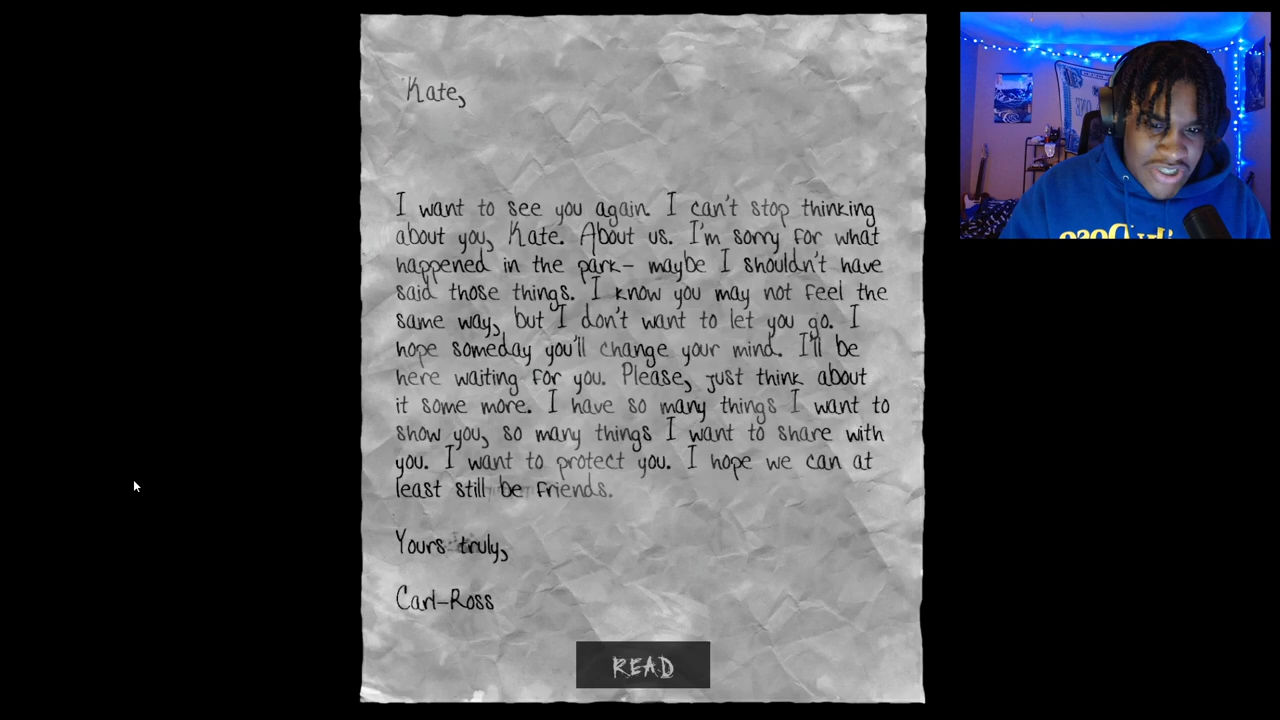 Kate,
I want to see you again. I can't stop thinking
about you, Kate. About us. I'm sorry for what
happened in the park- maybe I shouldn't have
said those things. I know you may not feel the
same way, but I don't want to let you go. I
hope someday you'll change your mind. I'll be
here waiting for you. Please, just think about
it some more. I have so many things I want to
show you, so many things I want to share with
you. I want to protect you. I hope we can at
least still be friends.
Yours truly,
Carl-Ross
READ